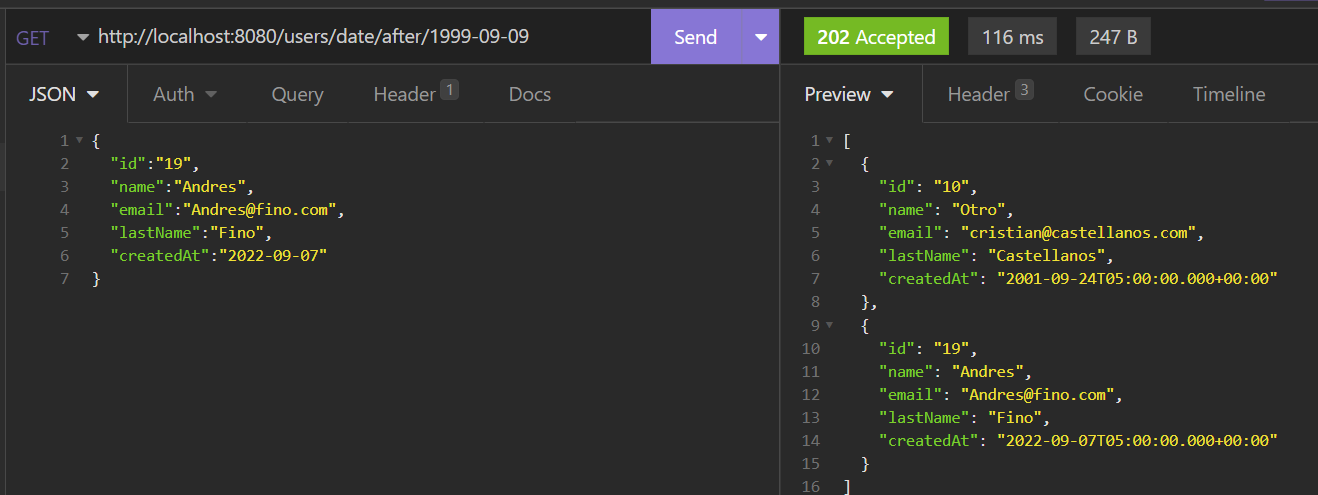 GET http://localhost:8080/users/date/after/1999-09-09 Send 202 Accepted 116 ms 247 B
JSON Auth Query Header 1 Docs
1 {
2 "id":"19",
3 "name":"Andres",
4 "email":"Andres@fino.com",
5 "lastName":"Fino",
6 "createdAt":"2022-09-07"
7 }
Preview Header 3 Cookie Timeline
1 [
2 {
3 "id": "10",
4 "name": "Otro",
5 "email": "cristian@castellanos.com",
6 "lastName": "Castellanos",
7 "createdAt": "2001-09-24T05:00:00.000+00:00"
8 },
9 {
10 "id": "19",
11 "name": "Andres",
12 "email": "Andres@fino.com",
13 "lastName": "Fino",
14 "createdAt": "2022-09-07T05:00:00.000+00:00"
15 }
16 ]